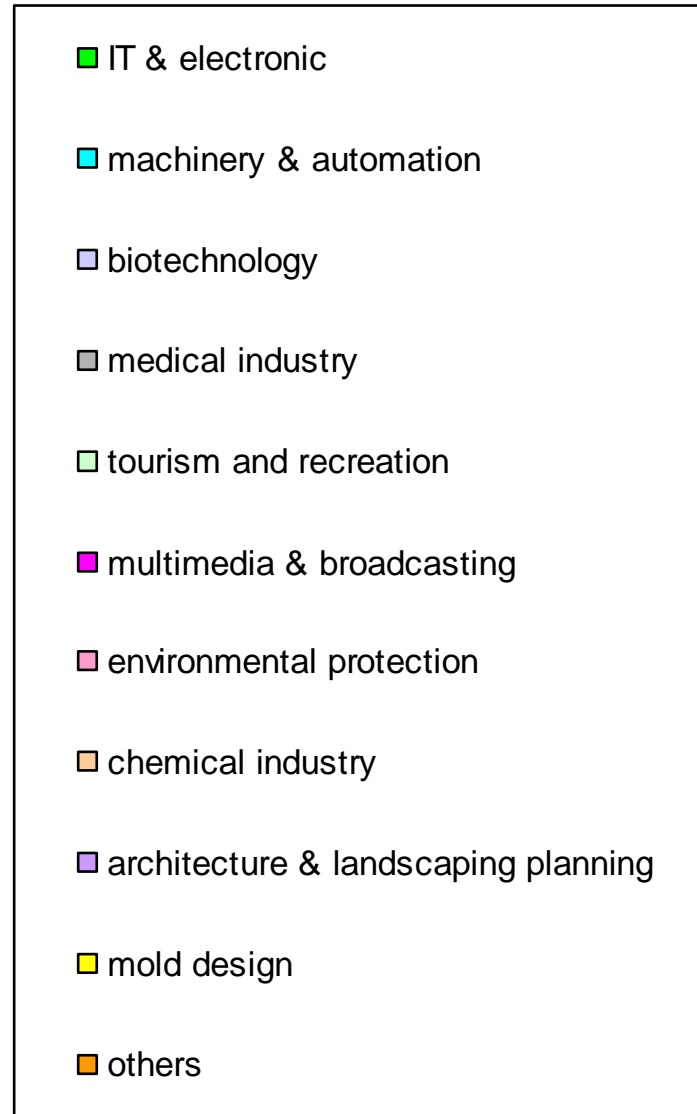 IT & electronic
machinery & automation
biotechnology
medical industry
tourism and recreation
multimedia & broadcasting
environmental protection
chemical industry
architecture & landscaping planning
mold design
others